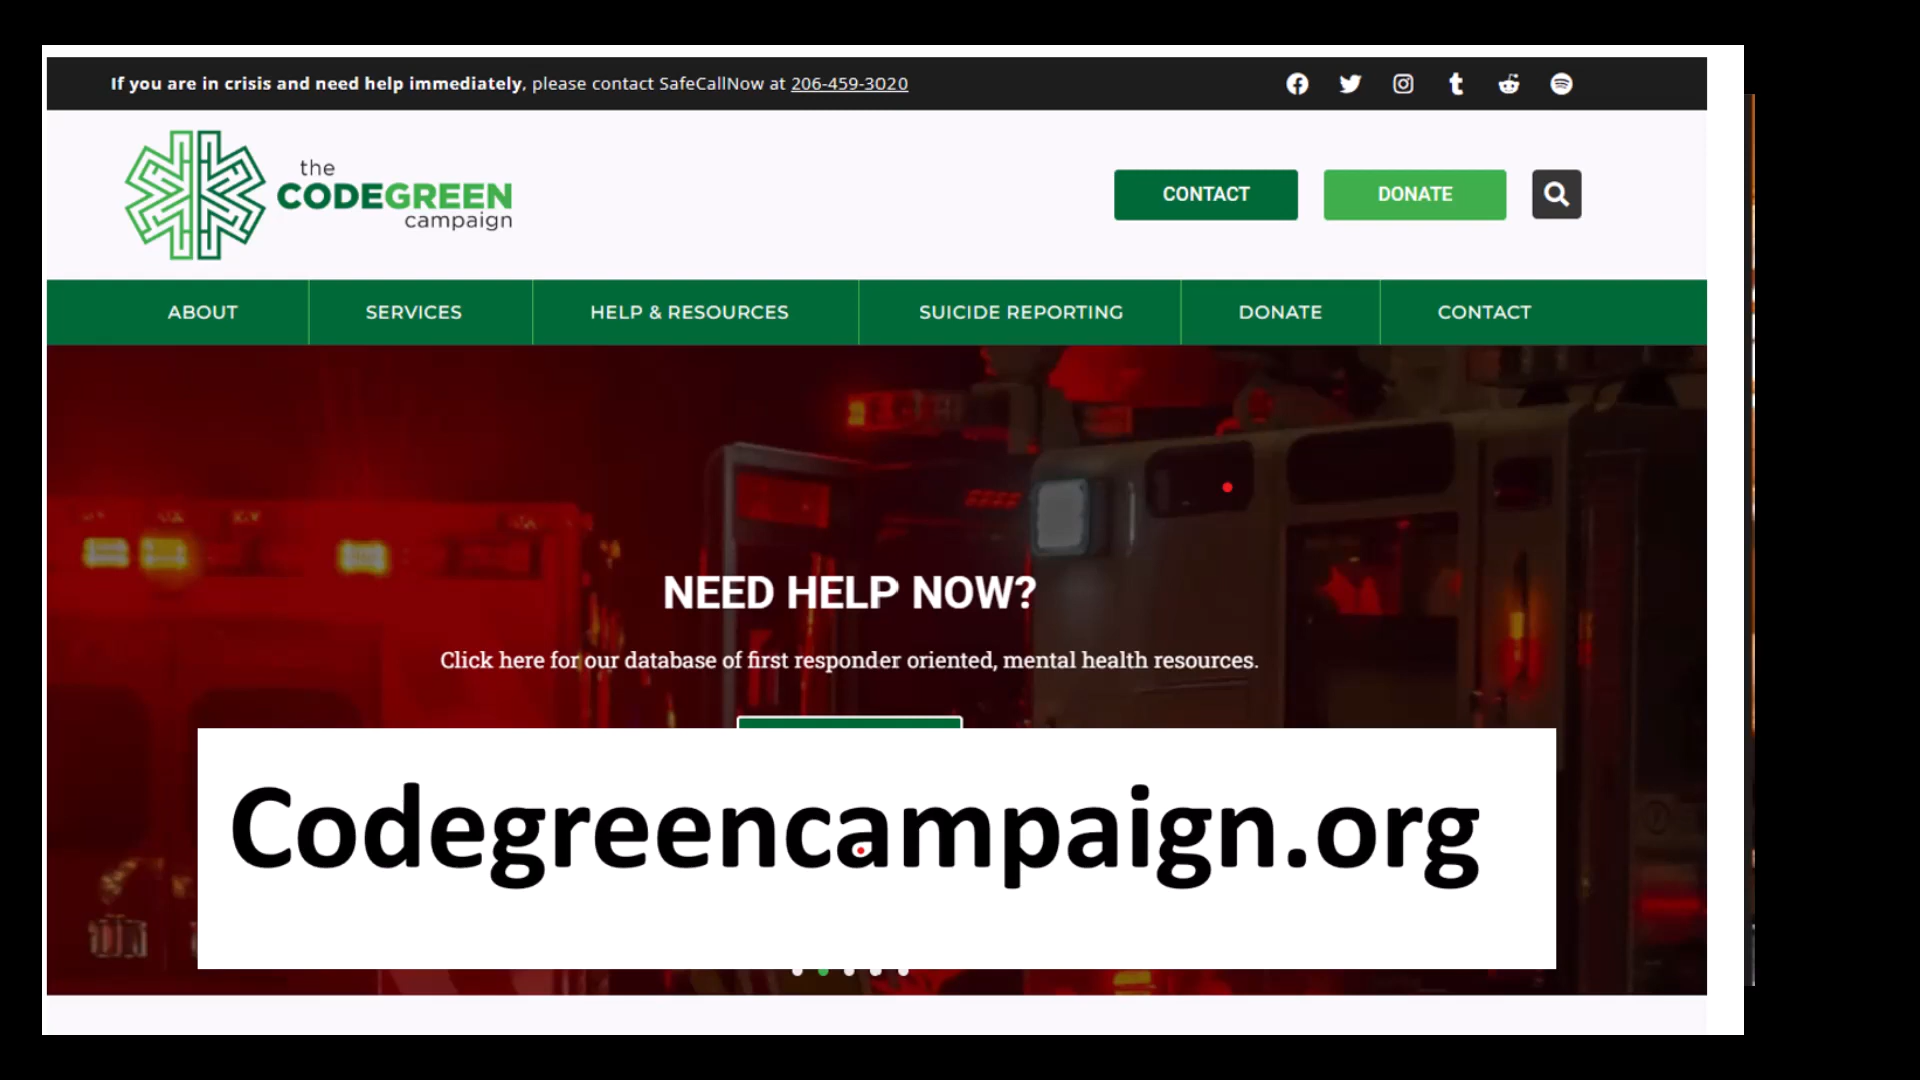 If you are in crisis and need help immediately, please contact SafeCallNow at 206-459-3020
the
CODEGREEN
campaign
CONTACT
DONATE
ABOUT
SERVICES
HELP & RESOURCES
SUICIDE REPORTING
DONATE
CONTACT
NEED HELP NOW?
Click here for our database of first responder oriented, mental health resources.
Codegreencampaign.org